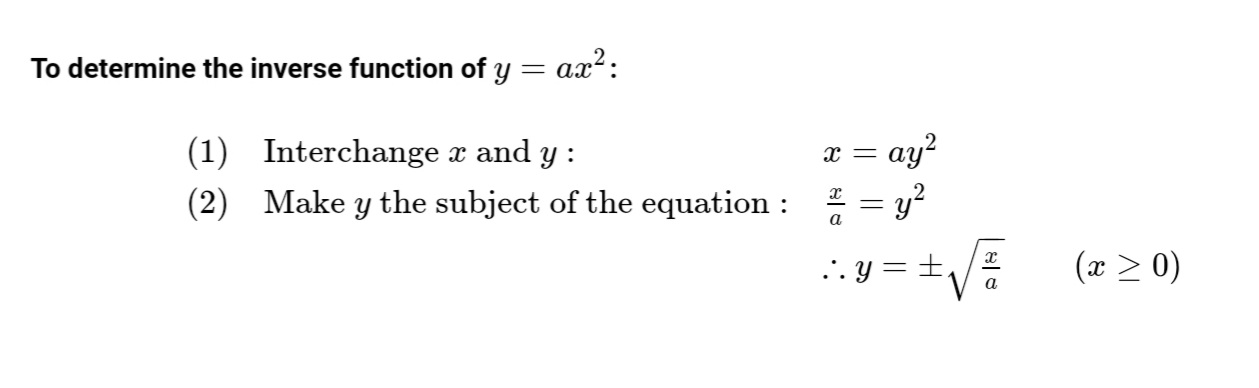 To determine the inverse function of y = ax²:
(1) Interchange x and y : x = ay²
(2) Make y the subject of the equation : x/a = y²
∴ y = ±√(x/a) (x ≥ 0)